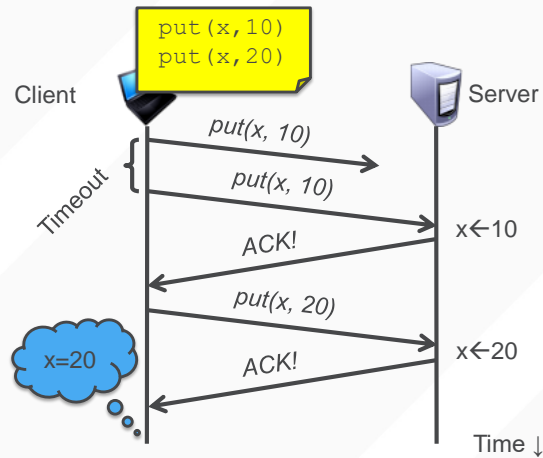 put(x,10)
put(x,20)
Client
Server
put(x, 10)
Timeout
put(x, 10)
x←10
ACK!
put(x, 20)
x=20
x←20
ACK!
Time ↓